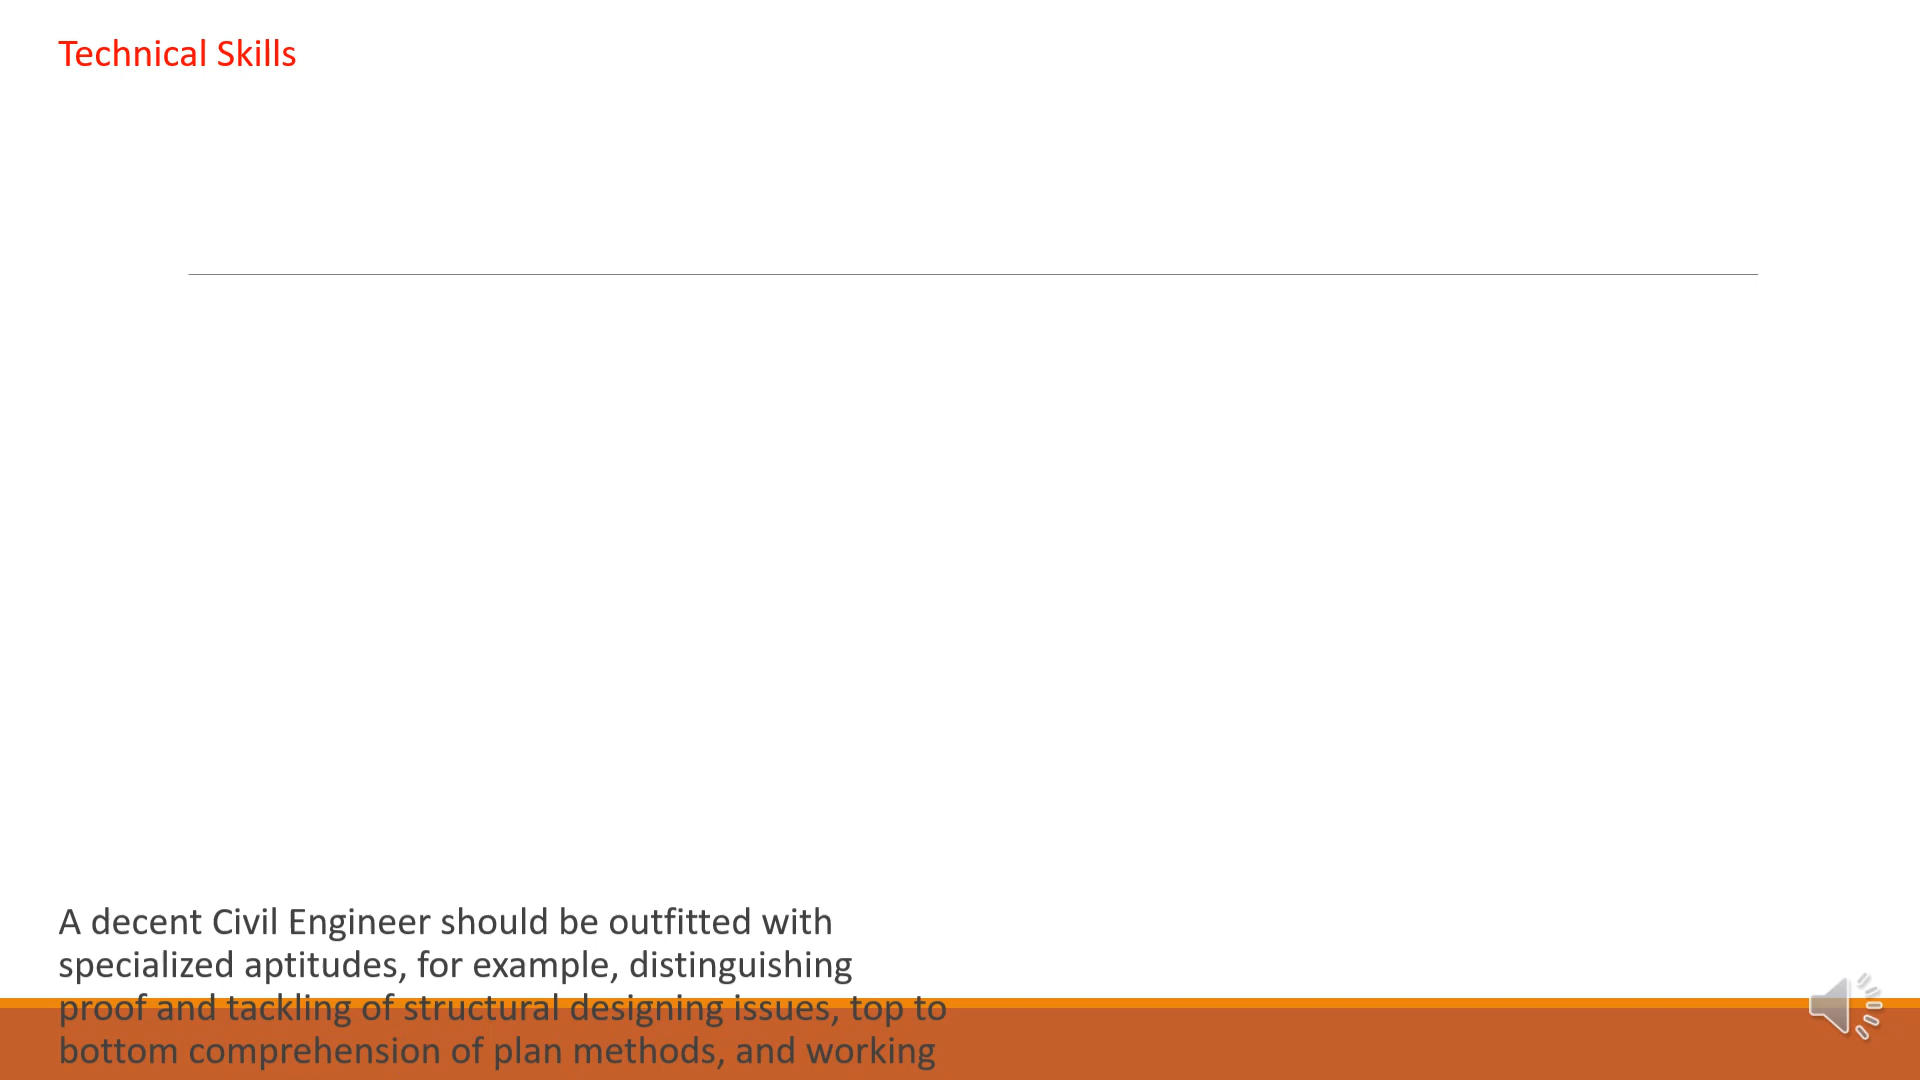 Technical Skills
A decent Civil Engineer should be outfitted with
specialized aptitudes, for example, distinguishing
proof and tackling of structural designing issues, top to
bottom comprehension of plan methods, and working